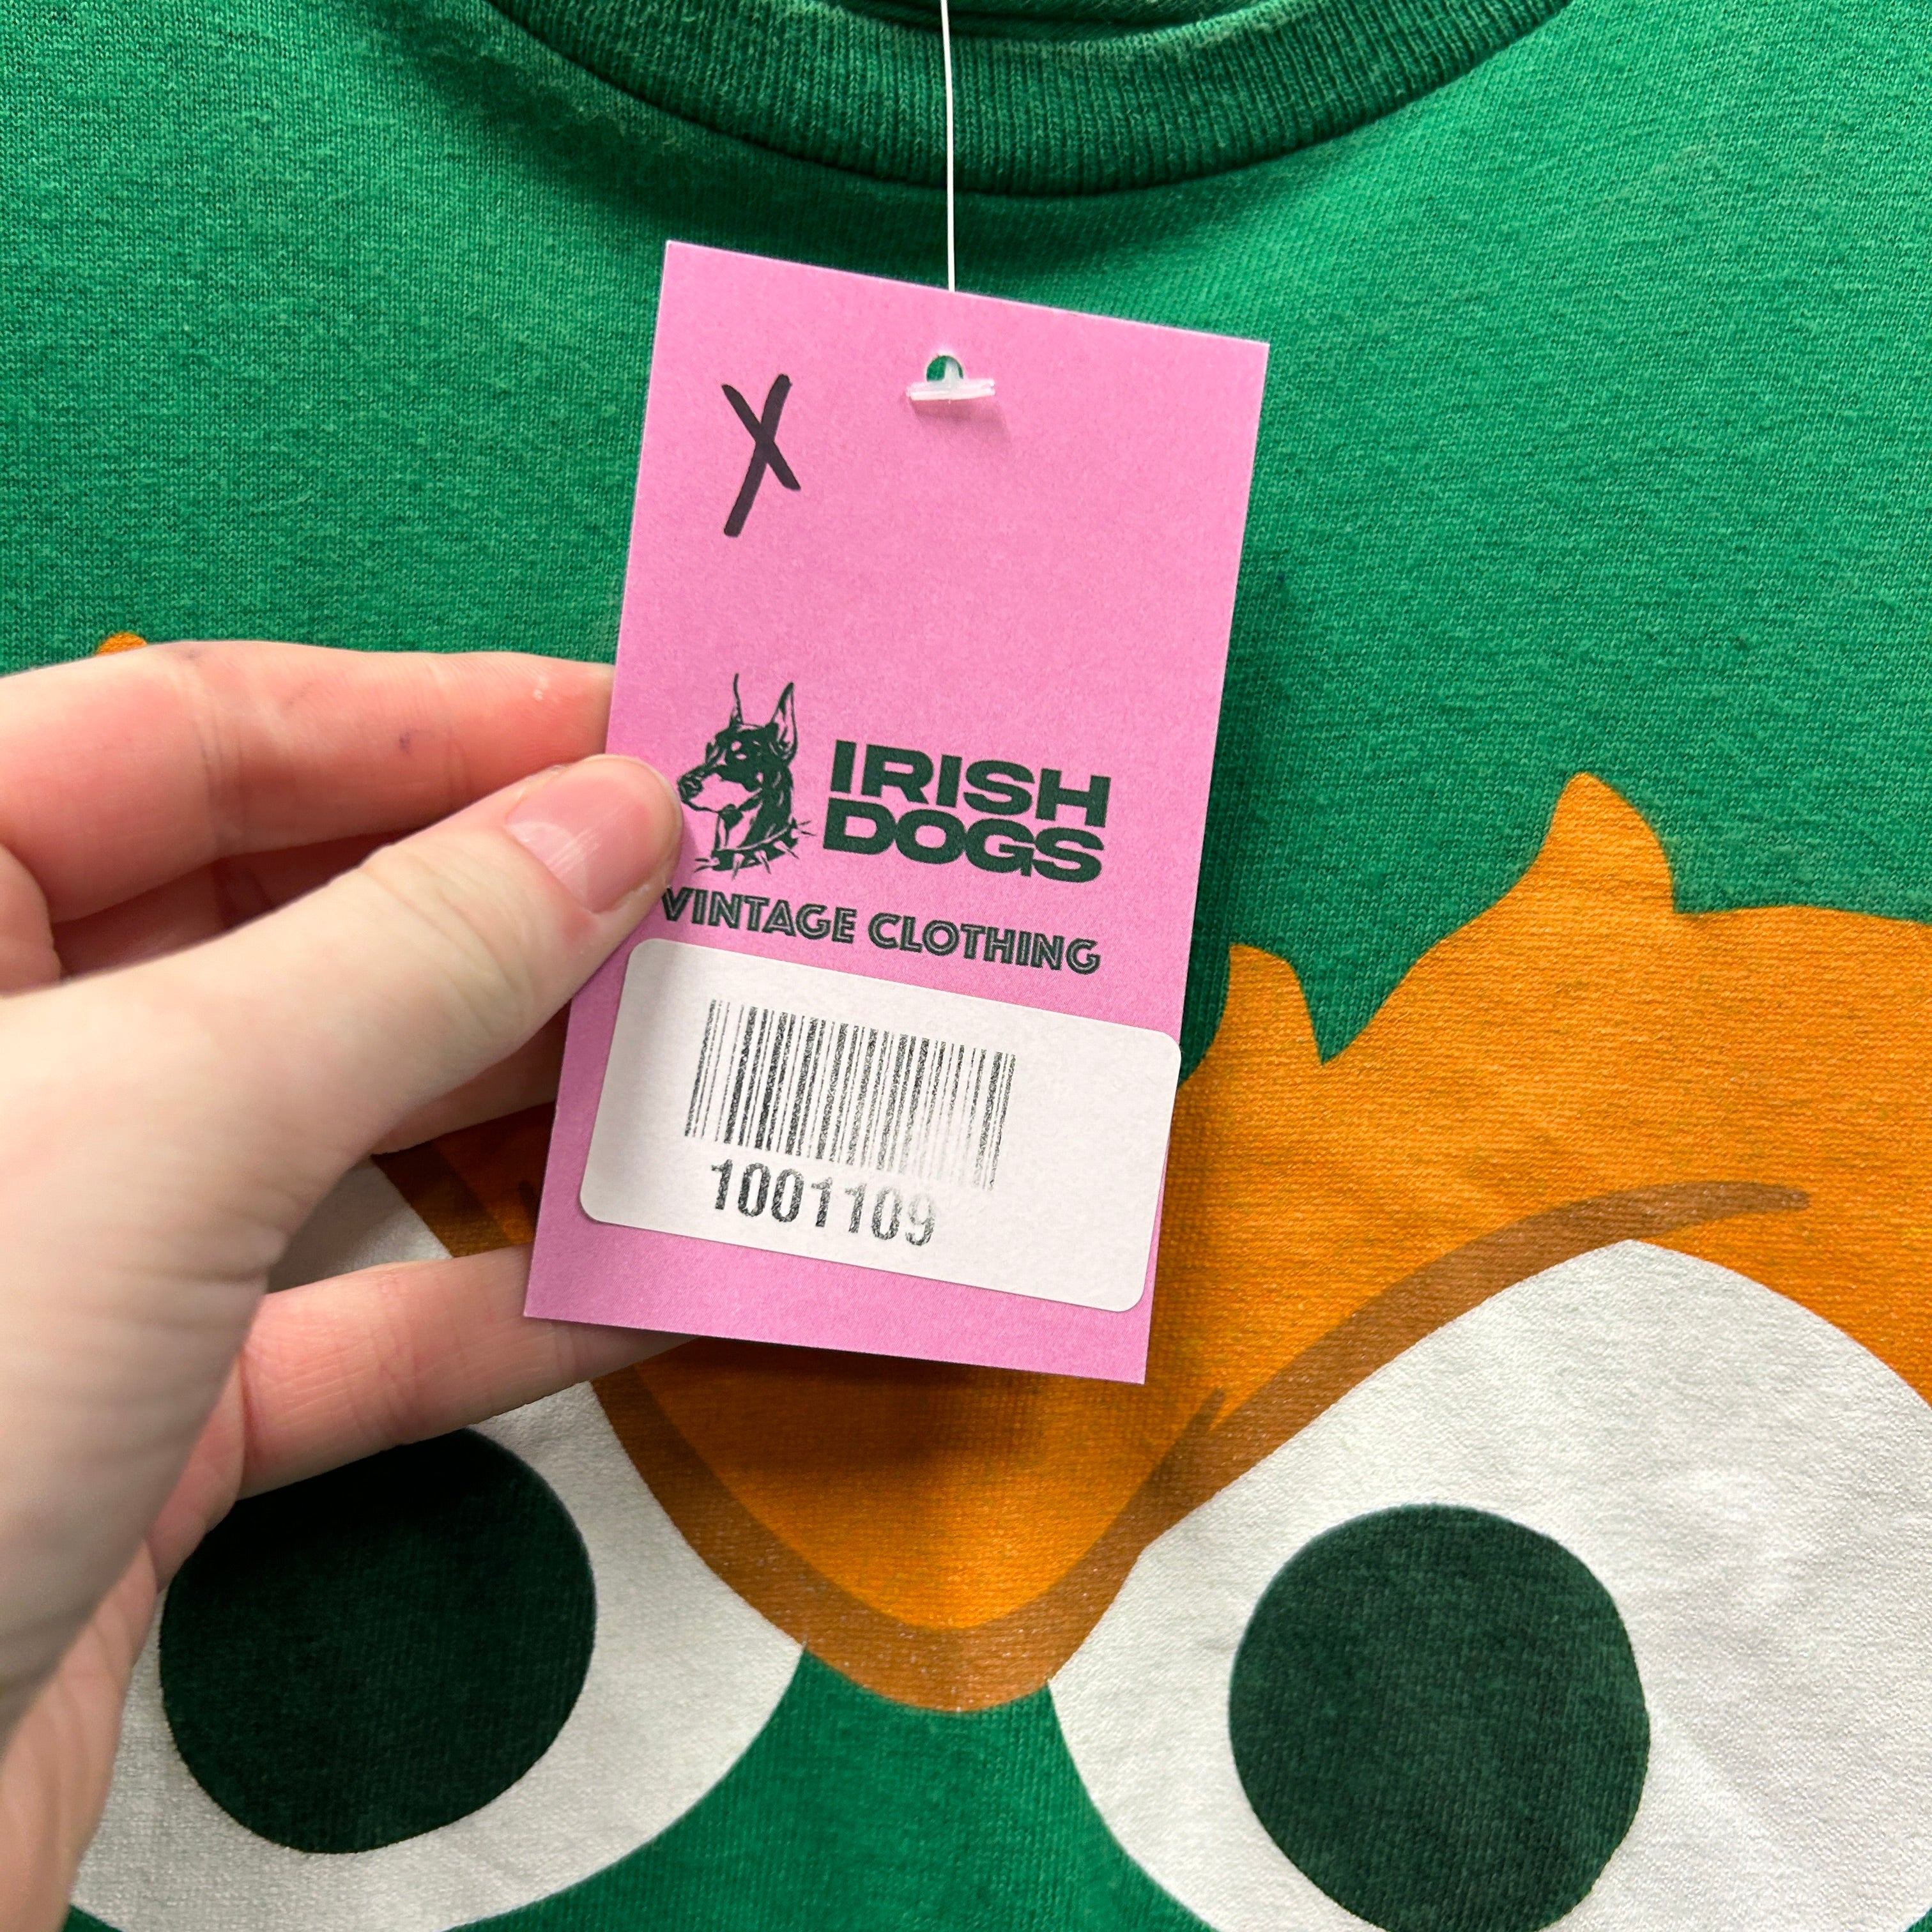 X
IRISH
DOGS
VINTAGE CLOTHING
1001109